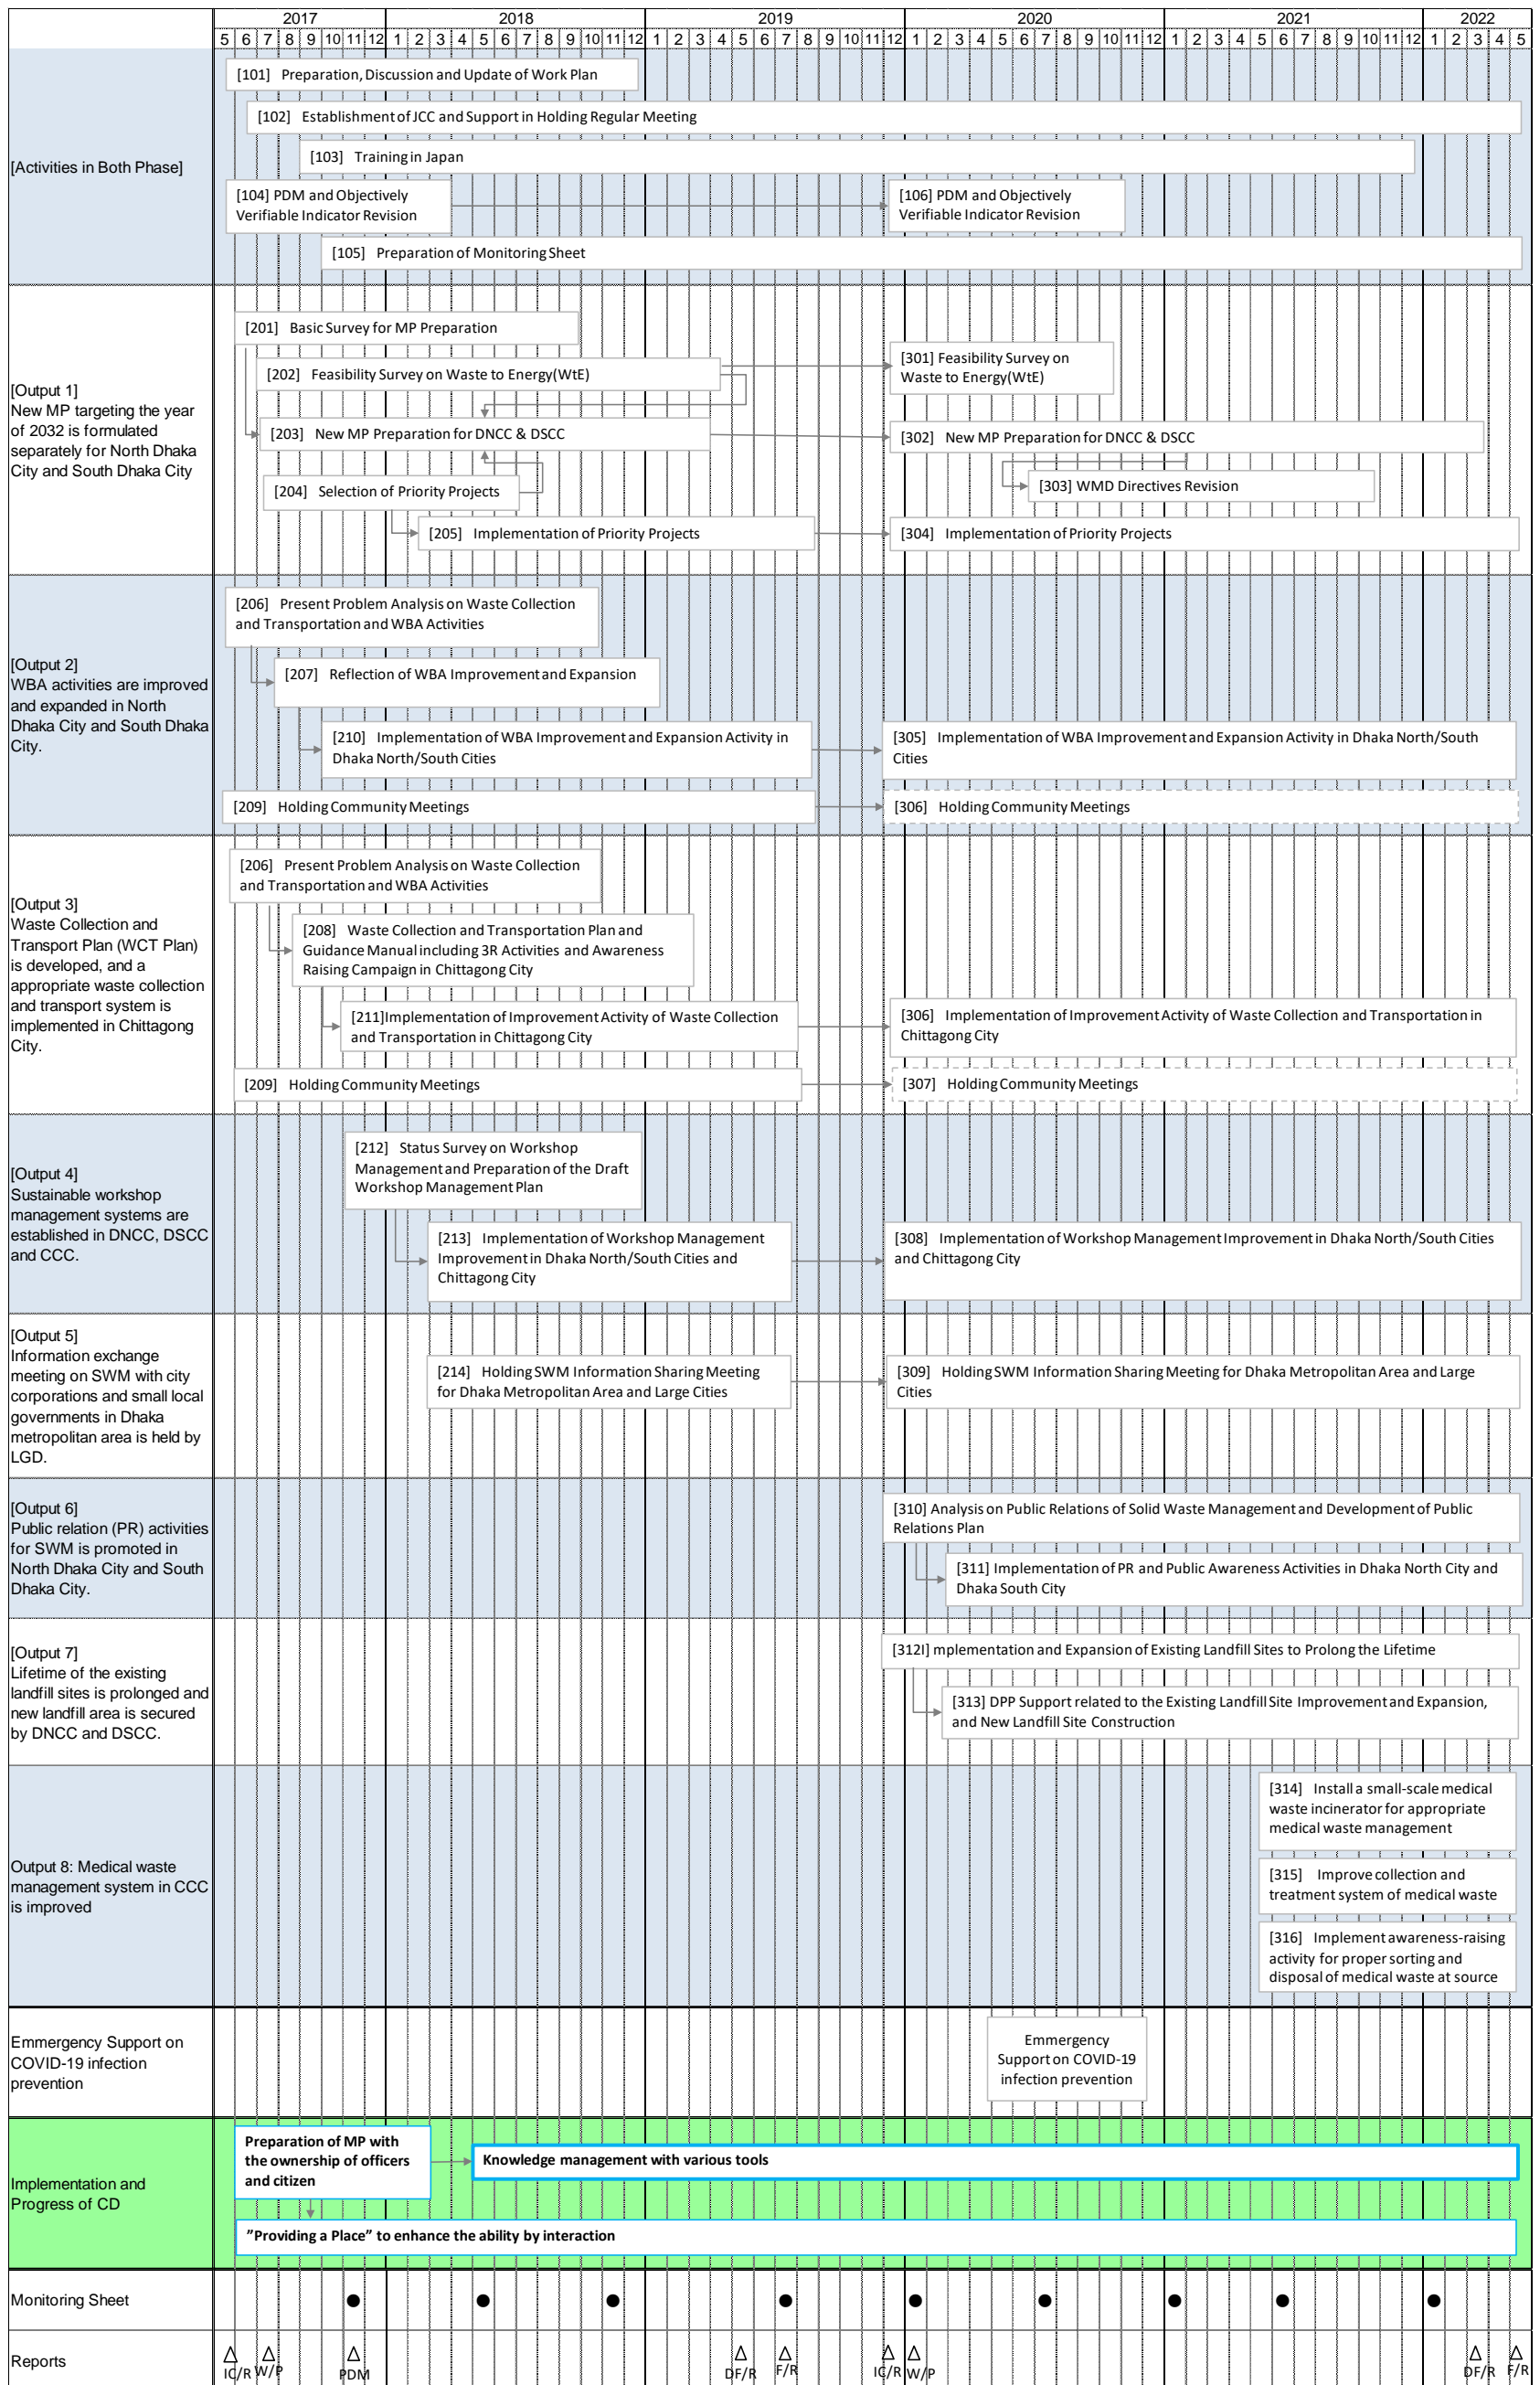 2017 2018 2019 2020 2021 2022
5 6 7 8 9 10 11 12 1 2 3 4 5 6 7 8 9 10 11 12 1 2 3 4 5 6 7 8 9 10 11 12 1 2 3 4 5 6 7 8 9 10 11 12 1 2 3 4 5 6 7 8 9 10 11 12 1 2 3 4 5
[Activities in Both Phase]
[101] Preparation, Discussion and Update of Work Plan
[102] Establishment of JCC and Support in Holding Regular Meeting
[103] Training in Japan
[104] PDM and Objectively
Verifiable Indicator Revision
[106] PDM and Objectively
Verifiable Indicator Revision
[105] Preparation of Monitoring Sheet
[Output 1]
New MP targeting the year
of 2032 is formulated
separately for North Dhaka
City and South Dhaka City
[201] Basic Survey for MP Preparation
[202] Feasibility Survey on Waste to Energy(WtE)
[301] Feasibility Survey on
Waste to Energy(WtE)
[203] New MP Preparation for DNCC & DSCC
[302] New MP Preparation for DNCC & DSCC
[204] Selection of Priority Projects
[303] WMD Directives Revision
[205] Implementation of Priority Projects
[304] Implementation of Priority Projects
[Output 2]
WBA activities are improved
and expanded in North
Dhaka City and South Dhaka
City.
[206] Present Problem Analysis on Waste Collection
and Transportation and WBA Activities
[207] Reflection of WBA Improvement and Expansion
[210] Implementation of WBA Improvement and Expansion Activity in
Dhaka North/South Cities
[305] Implementation of WBA Improvement and Expansion Activity in Dhaka North/South
Cities
[209] Holding Community Meetings
[306] Holding Community Meetings
[Output 3]
Waste Collection and
Transport Plan (WCT Plan)
is developed, and a
appropriate waste collection
and transport system is
implemented in Chittagong
City.
[206] Present Problem Analysis on Waste Collection
and Transportation and WBA Activities
[208] Waste Collection and Transportation Plan and
Guidance Manual including 3R Activities and Awareness
Raising Campaign in Chittagong City
[211]Implementation of Improvement Activity of Waste Collection
and Transportation in Chittagong City
[306] Implementation of Improvement Activity of Waste Collection and Transportation in
Chittagong City
[209] Holding Community Meetings
[307] Holding Community Meetings
[Output 4]
Sustainable workshop
management systems are
established in DNCC, DSCC
and CCC.
[212] Status Survey on Workshop
Management and Preparation of the Draft
Workshop Management Plan
[213] Implementation of Workshop Management
Improvement in Dhaka North/South Cities and
Chittagong City
[308] Implementation of Workshop Management Improvement in Dhaka North/South Cities
and Chittagong City
[Output 5]
Information exchange
meeting on SWM with city
corporations and small local
governments in Dhaka
metropolitan area is held by
LGD.
[214] Holding SWM Information Sharing Meeting
for Dhaka Metropolitan Area and Large Cities
[309] Holding SWM Information Sharing Meeting for Dhaka Metropolitan Area and Large
Cities
[Output 6]
Public relation (PR) activities
for SWM is promoted in
North Dhaka City and South
Dhaka City.
[310] Analysis on Public Relations of Solid Waste Management and Development of Public
Relations Plan
[311] Implementation of PR and Public Awareness Activities in Dhaka North City and
Dhaka South City
[Output 7]
Lifetime of the existing
landfill sites is prolonged and
new landfill area is secured
by DNCC and DSCC.
[312I] mplementation and Expansion of Existing Landfill Sites to Prolong the Lifetime
[313] DPP Support related to the Existing Landfill Site Improvement and Expansion,
and New Landfill Site Construction
Output 8: Medical waste
management system in CCC
is improved
[314] Install a small-scale medical
waste incinerator for appropriate
medical waste management
[315] Improve collection and
treatment system of medical waste
[316] Implement awareness-raising
activity for proper sorting and
disposal of medical waste at source
Emmergency Support on
COVID-19 infection
prevention
Emmergency
Support on COVID-19
infection prevention
Implementation and
Progress of CD
Preparation of MP with
the ownership of officers
and citizen
Knowledge management with various tools
”Providing a Place” to enhance the ability by interaction
Monitoring Sheet
Reports
IC/R W/P PDM DF/R F/R IC/R W/P DF/R F/R